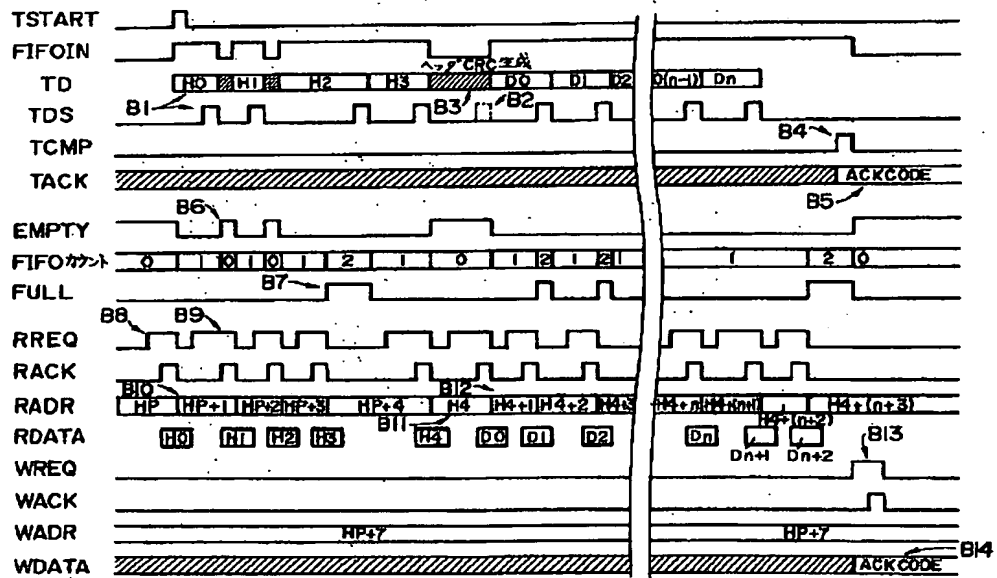 TSTART
FIFOIN
ヘッダCRC生成
TD H0 H1 H2 H3 D0 D1 D2 D(n-1) Dn
B1 B3 B2
TDS
B4
TCMP
TACK ACKCODE
B5
B6
EMPTY
FIFOカウント 0 1 0 1 0 1 2 1 0 1 2 1 2 1 1 2 0
B7
FULL
B8 B9
RREQ
RACK
B10 B12
RADR HP HP+1 HP+2 HP+3 HP+4 H4 H4+1 H4+2 H4+3 H4+n H4+(n+1) H4+(n+3)
B11 H4+(n+2)
RDATA H0 H1 H2 H3 H4 D0 D1 D2 Dn
Dn+1 Dn+2
B13
WREQ
WACK
WADR HP+7 HP+7
B14
WDATA ACKCODE